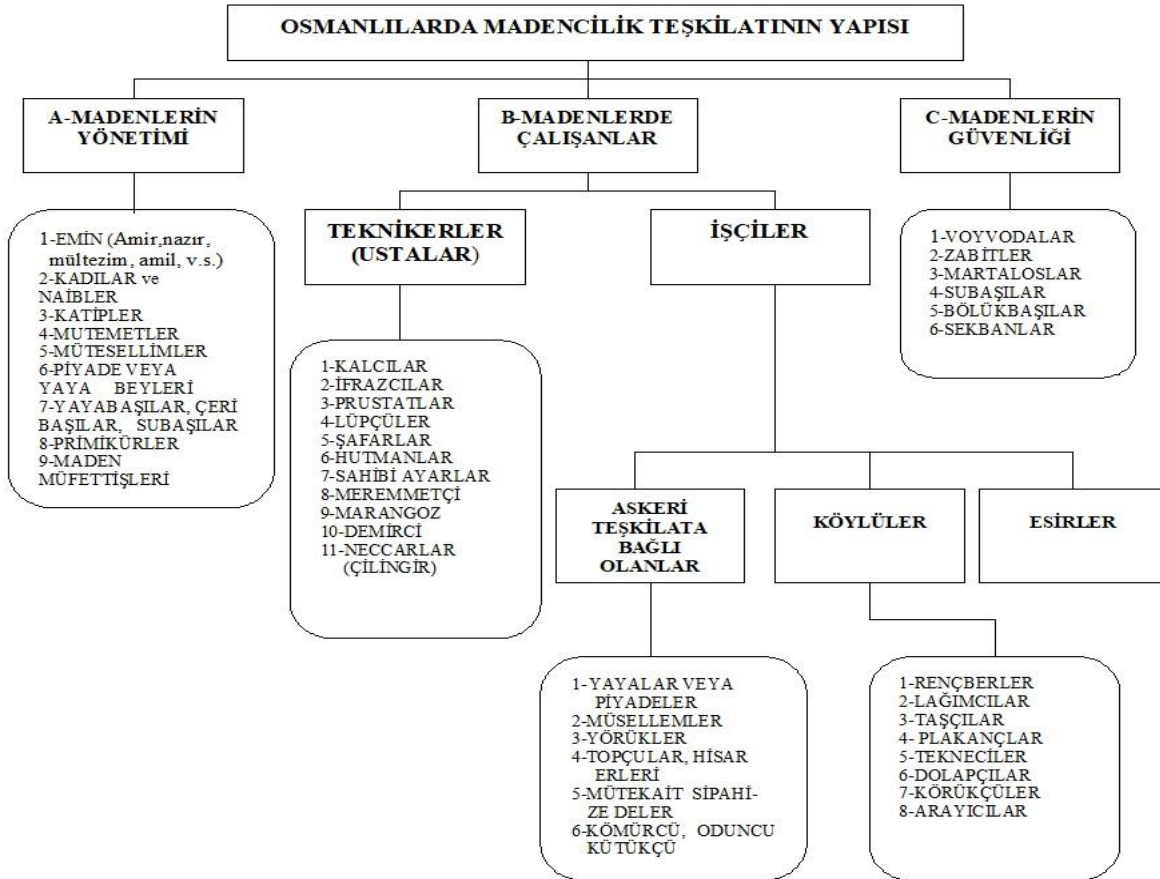 OSMANLILARDA MADENCİLİK TEŞKİLATININ YAPISI
A-MADENLERİN
YÖNETİMİ
B-MADENLERDE
ÇALIŞANLAR
C-MADENLERİN
GÜVENLİĞİ
1-EMİN (Amir,nazır,
mültezim, amil, v.s.)
2-KADILAR ve
NAİBLER
3-KATİPLER
4-MUTEMETLER
5-MÜTESELLİMLER
6-PİYADE VEYA
YAYA BEYLERİ
7-YAYABAŞILAR, ÇERİ
BAŞILAR, SUBAŞILAR
8-PRİMİKÜRLER
9-MADEN
MÜFETTİŞLERİ
TEKNİKERLER
(USTALAR)
İŞÇİLER
1-VOYVODALAR
2-ZABİTLER
3-MARTALOSLAR
4-SUBAŞILAR
5-BÖLÜKBAŞILAR
6-SEKBANLAR
1-KALCILAR
2-İFRAZCILAR
3-PRUSTATLAR
4-LÜPÇÜLER
5-ŞAFARLAR
6-HUTMANLAR
7-SAHİBİ AYARLAR
8-MEREMMETÇİ
9-MARANGOZ
10-DEMİRCİ
11-NECCARLAR
(ÇİLİNGİR)
ASKERİ
TEŞKİLATA
BAĞLI
OLANLAR
KÖYLÜLER
ESİRLER
1-YAYALAR VEYA
PİYADELER
2-MÜSELLEMLER
3-YÖRÜKLER
4-TOPÇULAR, HİSAR
ERLERİ
5-MÜTEKAİT SİPAHİ-
ZE DELER
6-KÖMÜRCÜ, ODUNCU
KÜTÜKÇÜ
1-RENÇBERLER
2-LAĞIMCILAR
3-TAŞÇILAR
4- PLAKANÇLAR
5-TEKNECİLER
6-DOLAPÇILAR
7-KÖRÜKÇÜLER
8-ARAYICILAR